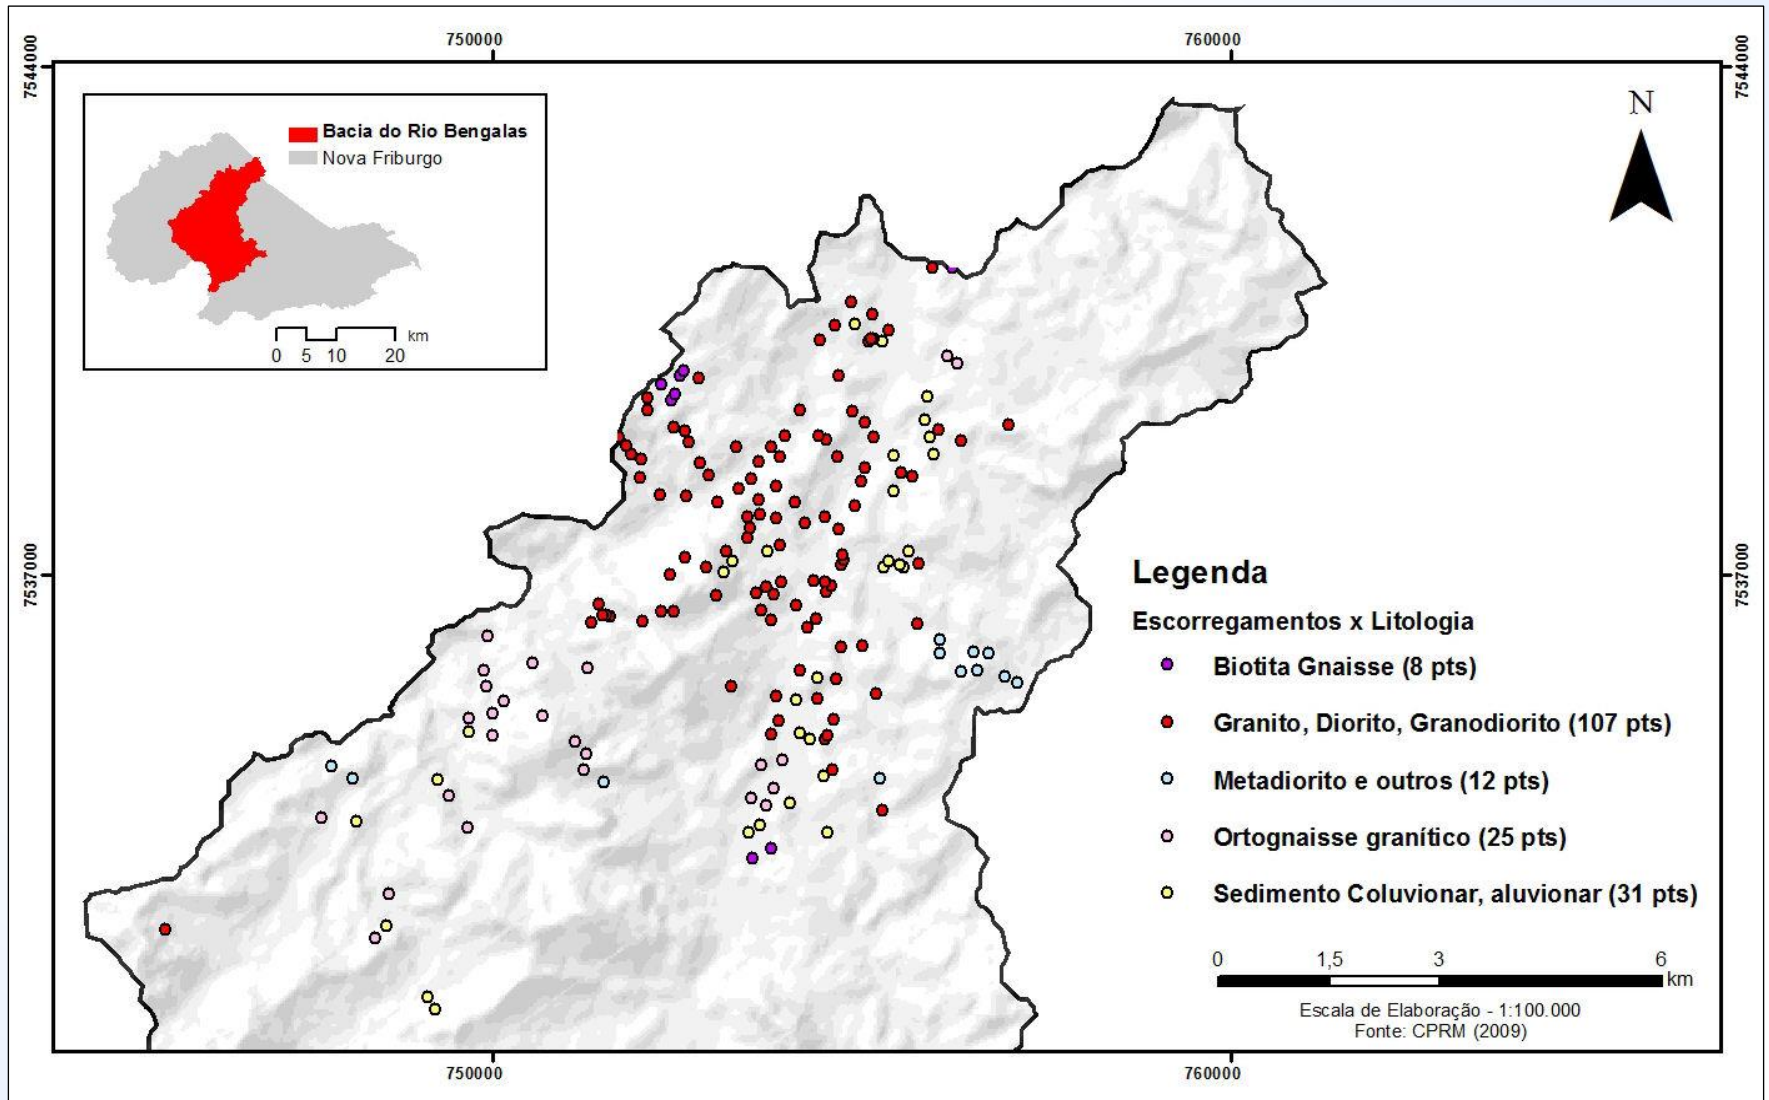 750000
760000
7544000
7544000
Bacia do Rio Bengalas
Nova Friburgo
km
0 5 10 20
N
7537000
7537000
Legenda
Escorregamentos x Litologia
Biotita Gnaisse (8 pts)
Granito, Diorito, Granodiorito (107 pts)
Metadiorito e outros (12 pts)
Ortognaisse granítico (25 pts)
Sedimento Coluvionar, aluvionar (31 pts)
0 1,5 3 6
km
Escala de Elaboração - 1:100.000
Fonte: CPRM (2009)
750000
760000